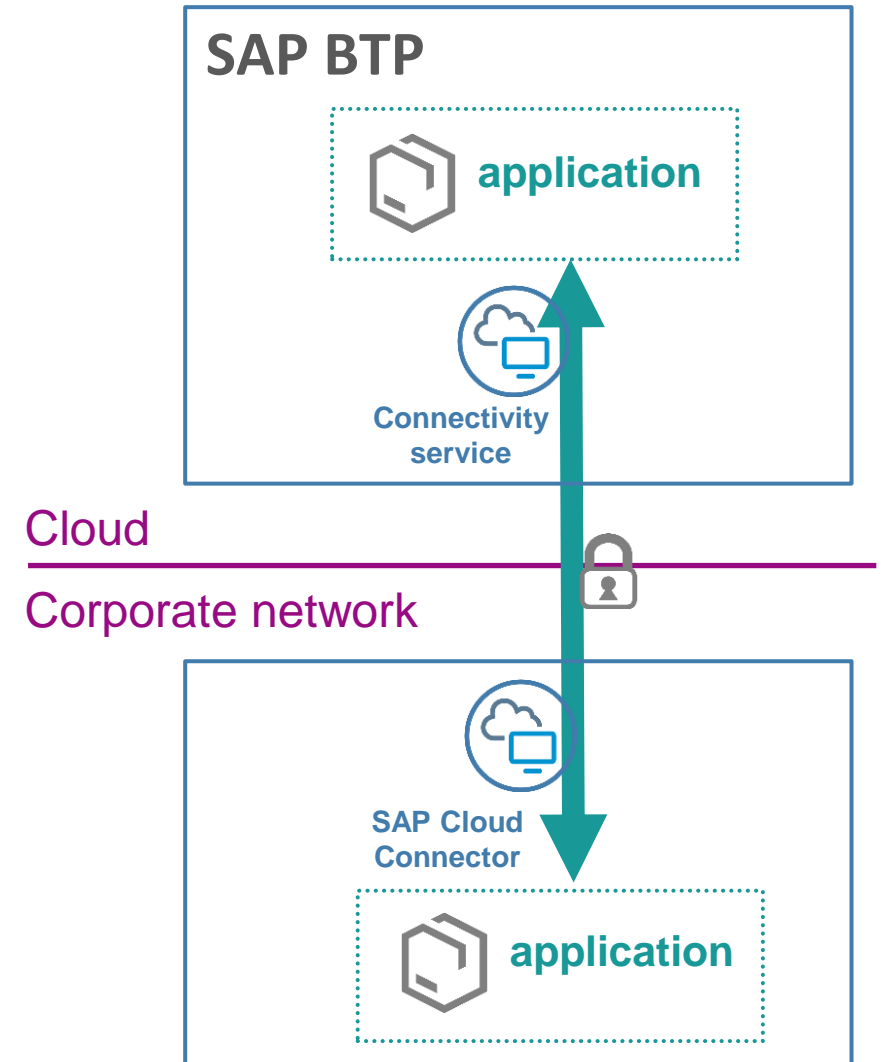 SAP BTP
application
Connectivity
service
Cloud
Corporate network
SAP Cloud
Connector
application